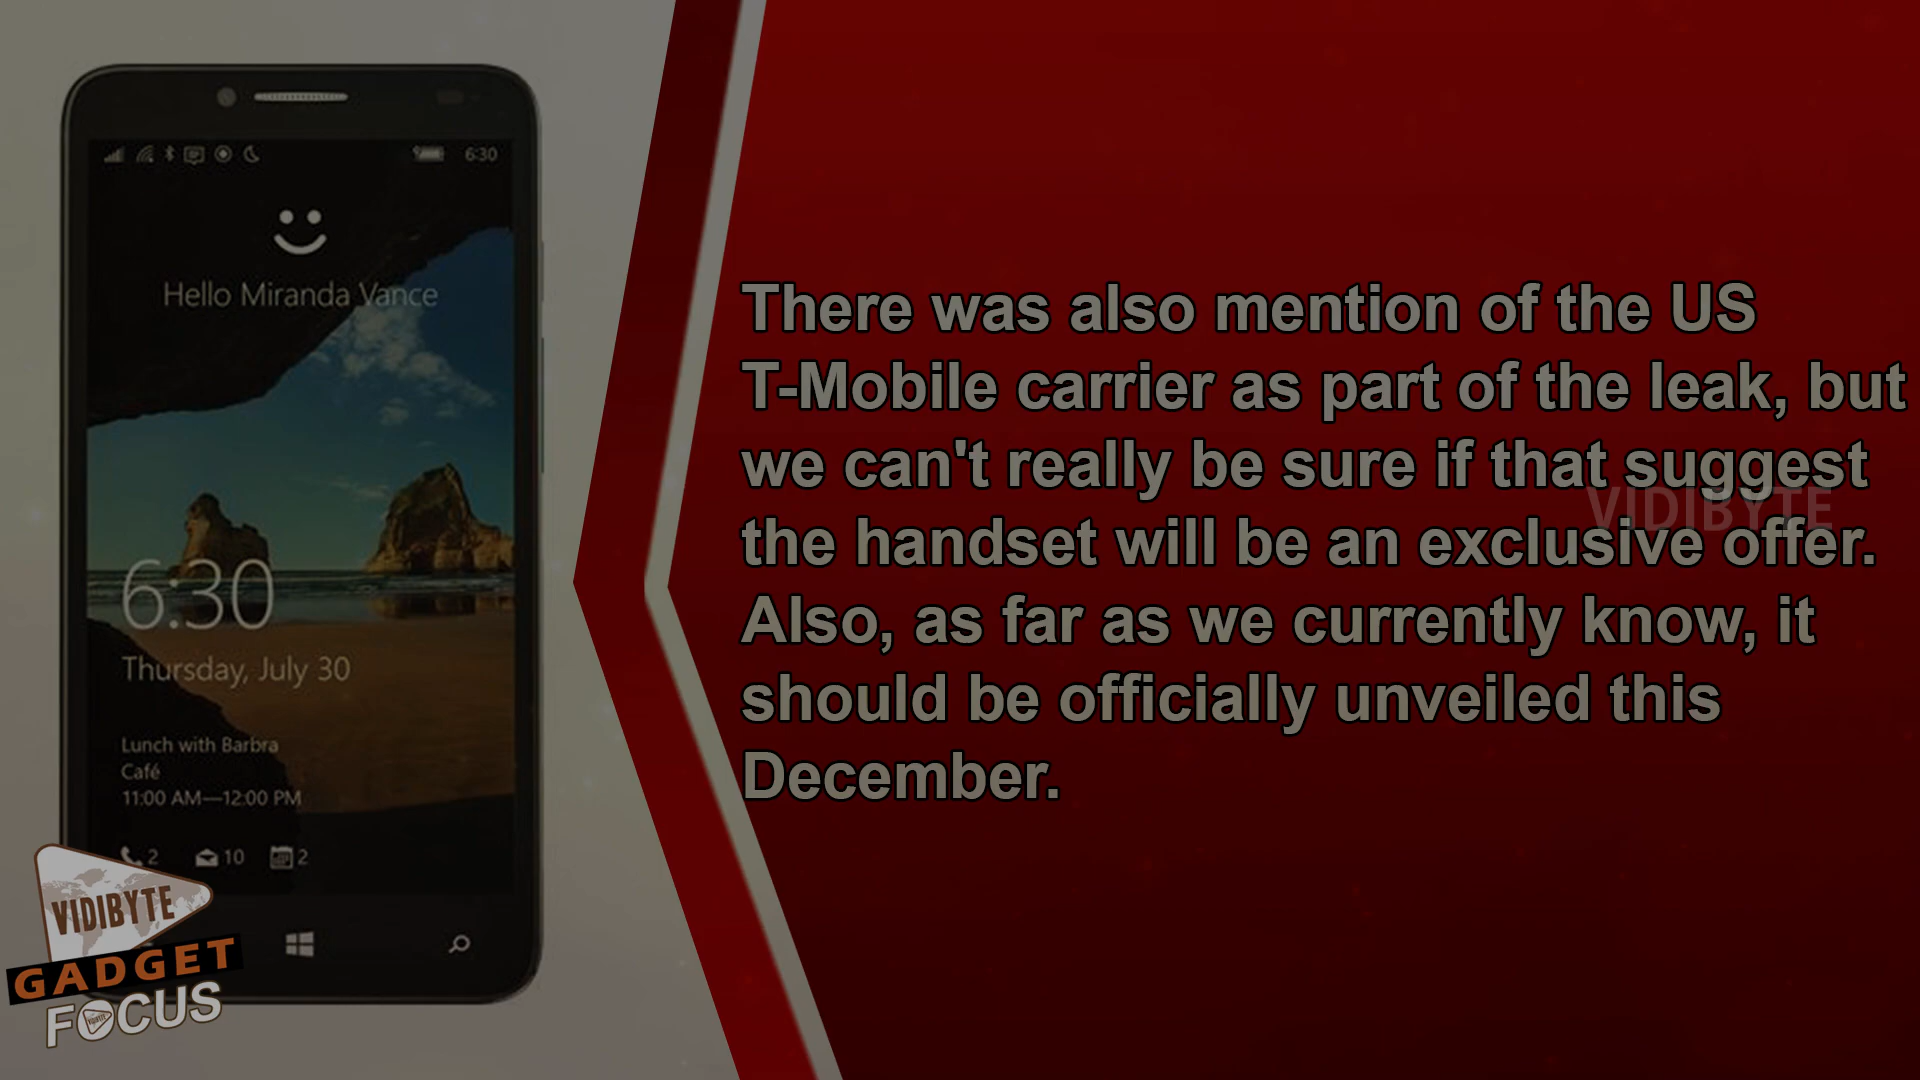 6:30
Hello Miranda Vance
6:30
Thursday, July 30
Lunch with Barbra
Café
11:00 AM—12:00 PM
2 10 2
There was also mention of the US
T-Mobile carrier as part of the leak, but
we can't really be sure if that suggest
the handset will be an exclusive offer.
Also, as far as we currently know, it
should be officially unveiled this
December.
VIDIBYTE
VIDIBYTE
GADGET
FOCUS